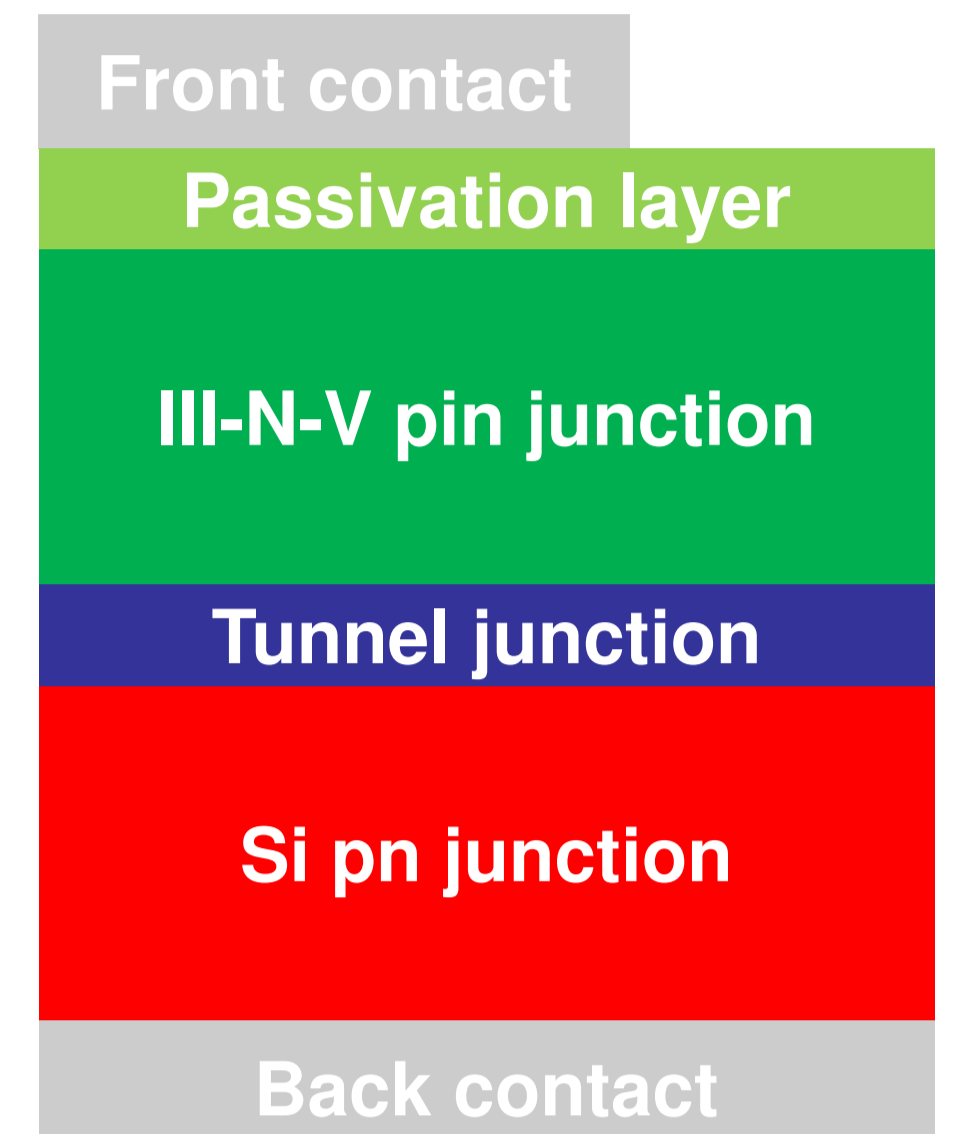 Front contact
Passivation layer
III-N-V pin junction
Tunnel junction
Si pn junction
Back contact